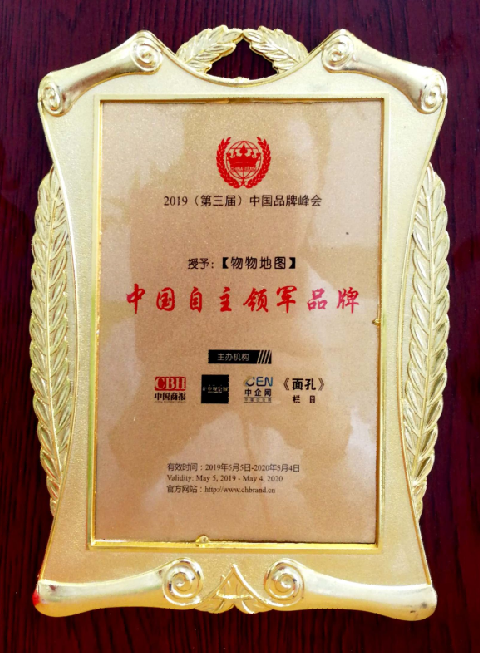 2019（第三届）中国品牌峰会
授予：【物物地图】
中国自主领军品牌
主办机构
CBH 中国商报
CEN 中企网
《面孔》
栏目
有效时间：2019年5月5日-2020年5月4日
Validity: May 5, 2019 - May 4, 2020
官方网站：http://www.chbrand.cn